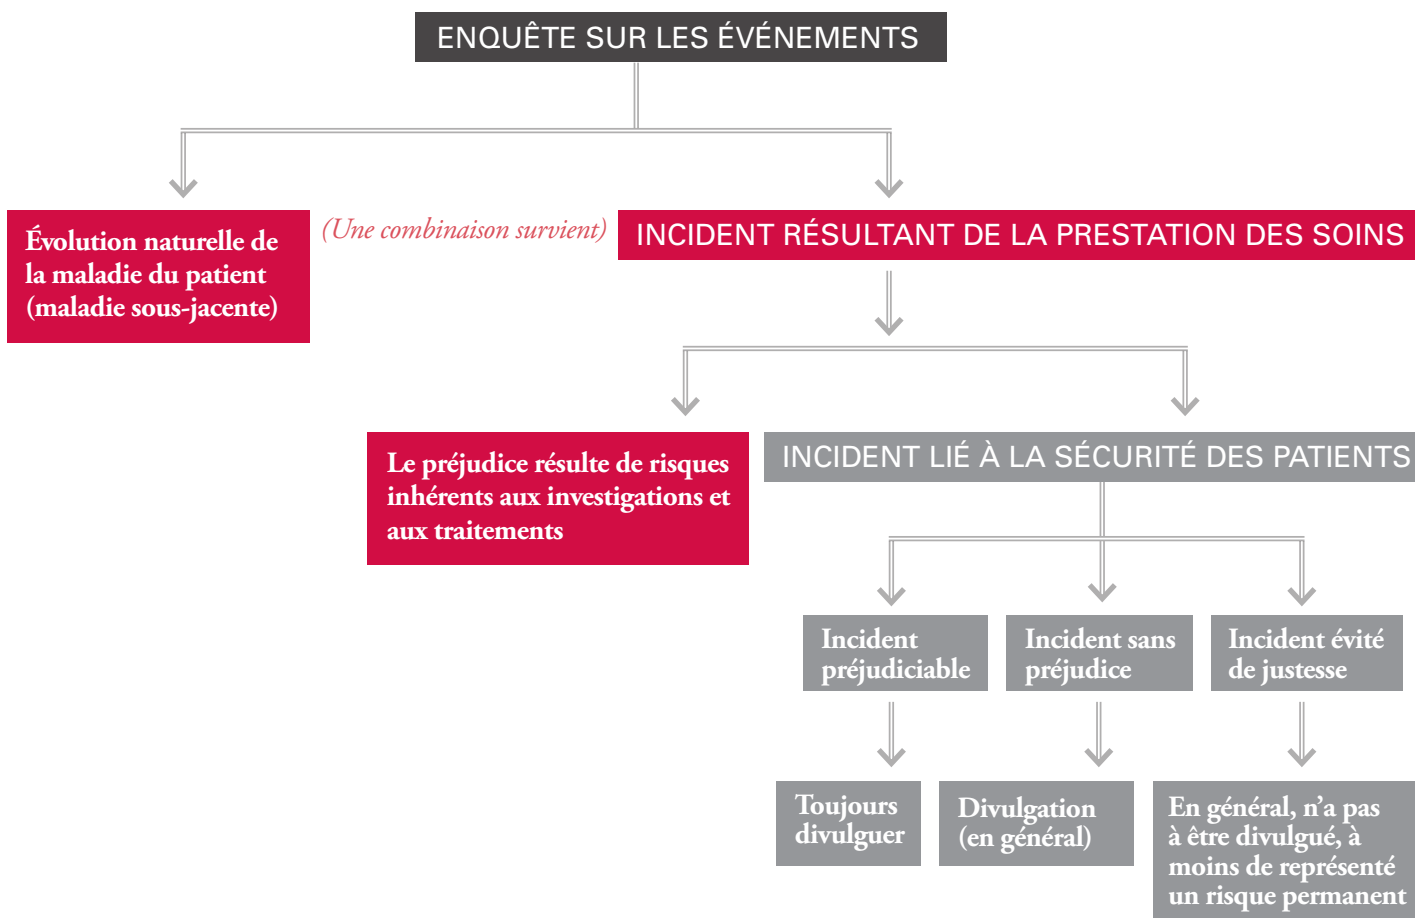 ENQUÊTE SUR LES ÉVÉNEMENTS
Évolution naturelle de
la maladie du patient
(maladie sous-jacente)
(Une combinaison survient)
INCIDENT RÉSULTANT DE LA PRESTATION DES SOINS
Le préjudice résulte de risques
inhérents aux investigations et
aux traitements
INCIDENT LIÉ À LA SÉCURITÉ DES PATIENTS
Incident
préjudiciable
Incident sans
préjudice
Incident évité
de justesse
Toujours
divulguer
Divulgation
(en général)
En général, n’a pas
à être divulgué, à
moins de représenté
un risque permanent